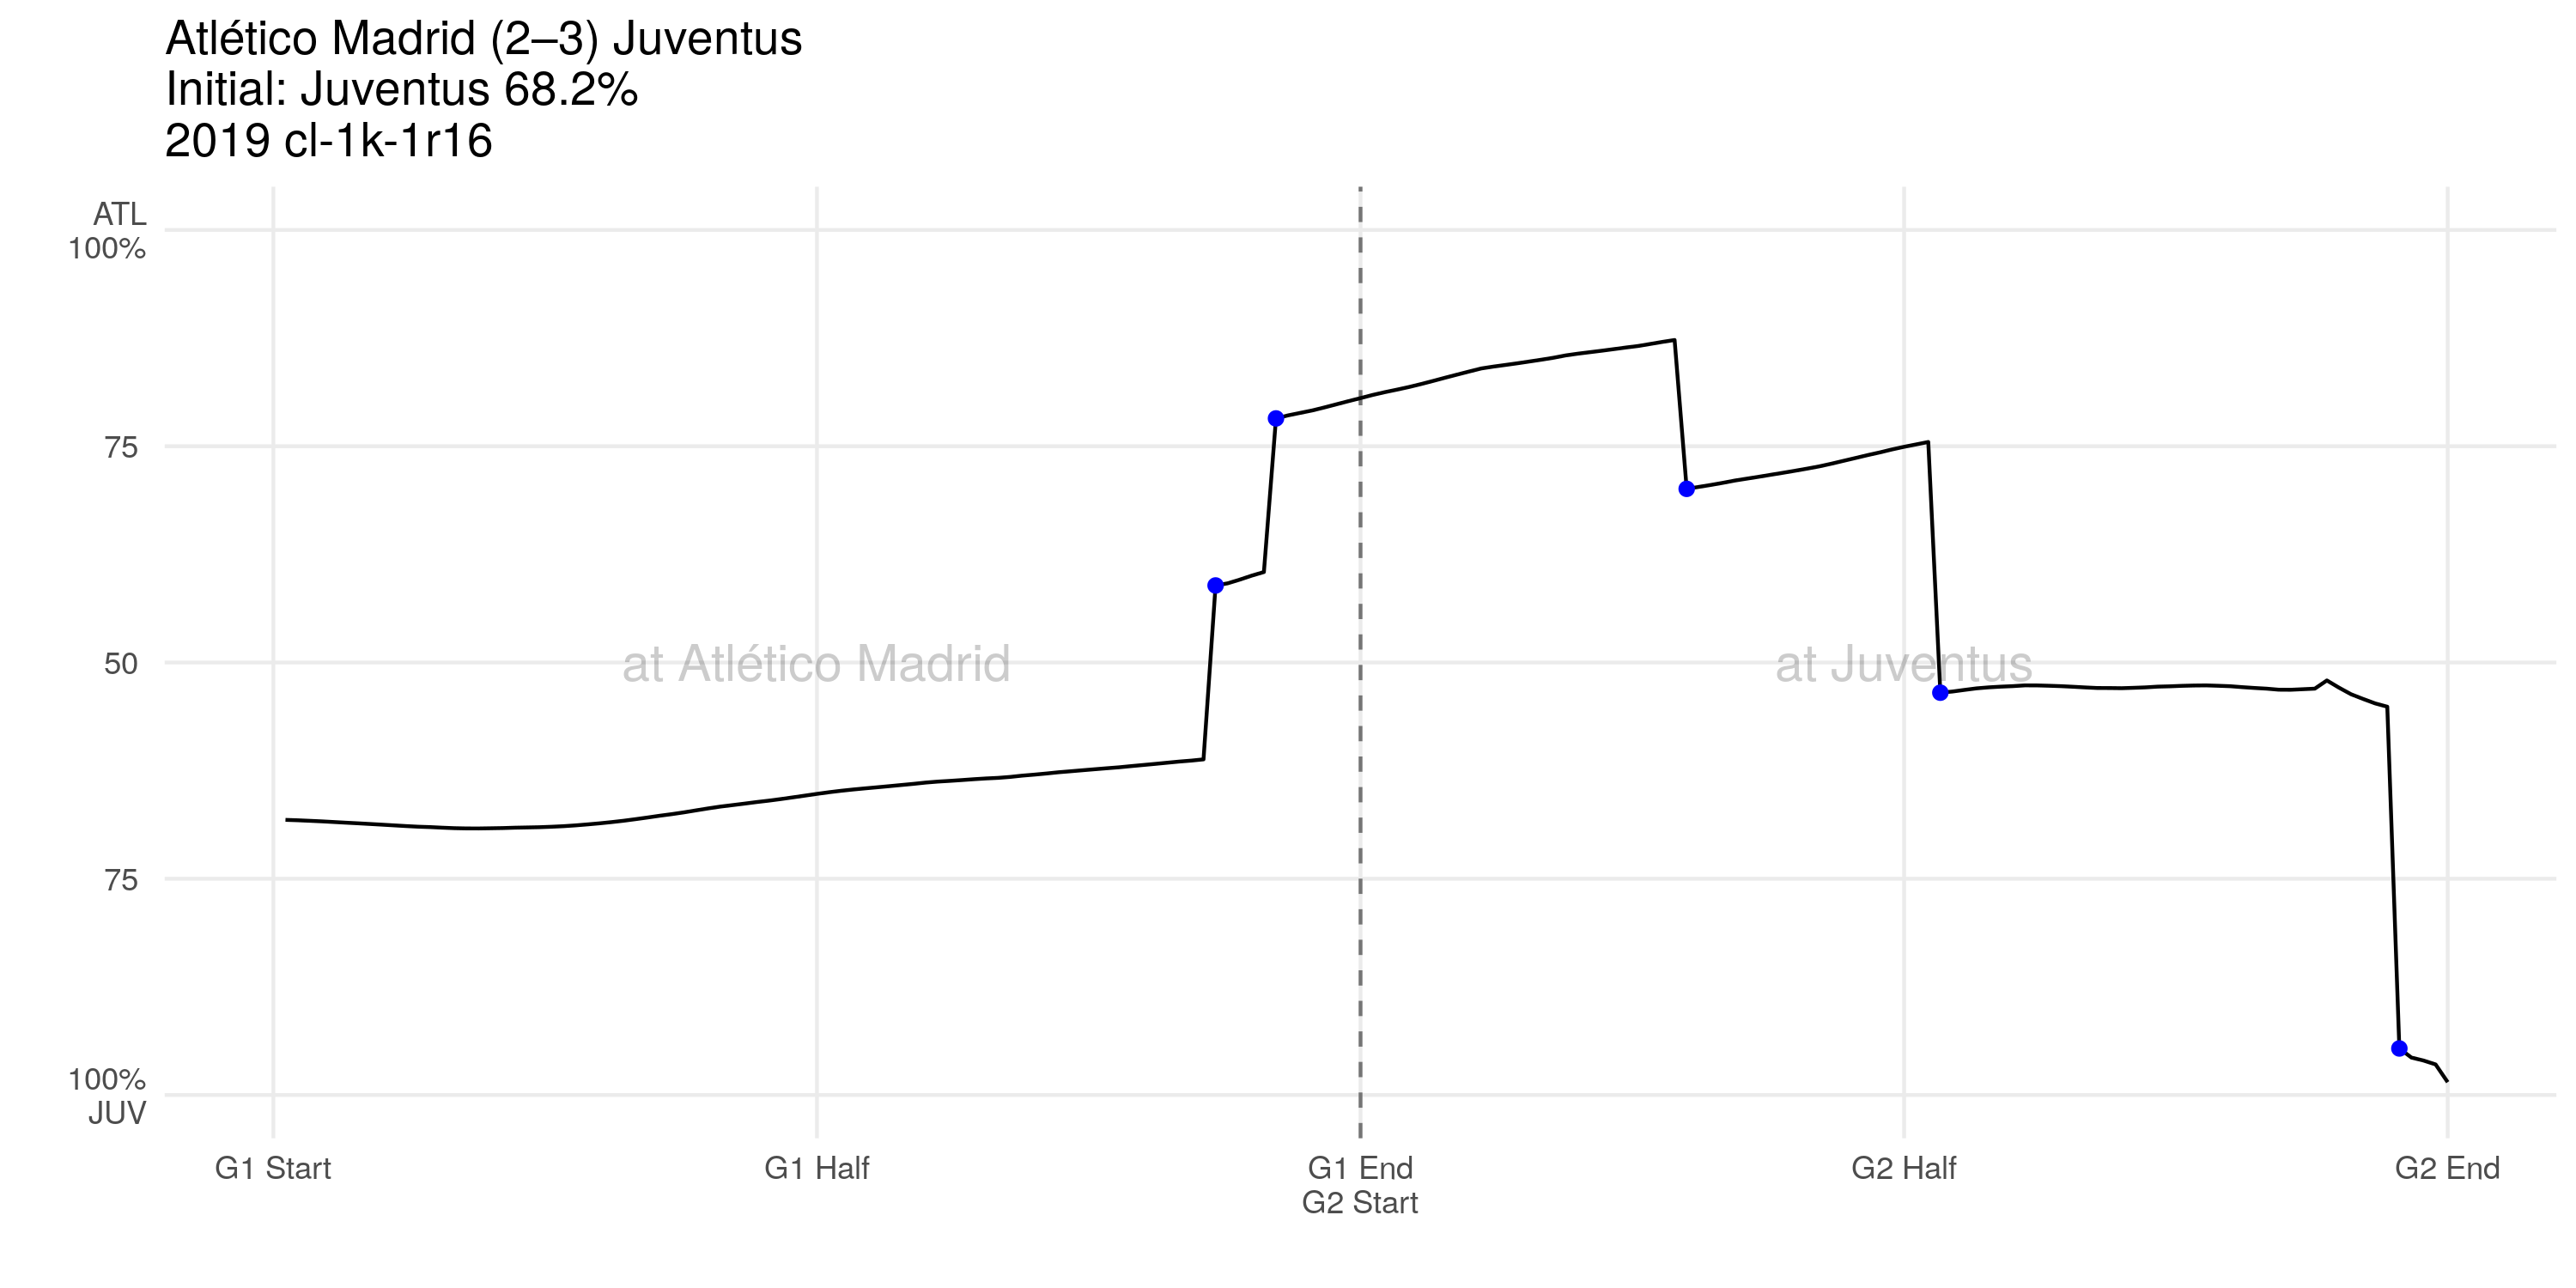 Atlético Madrid (2–3) Juventus
Initial: Juventus 68.2%
2019 cl-1k-1r16
ATL
100%
75
50
75
100%
JUV
at Atlético Madrid
at Juventus
G1 Start
G1 Half
G1 End
G2 Start
G2 Half
G2 End